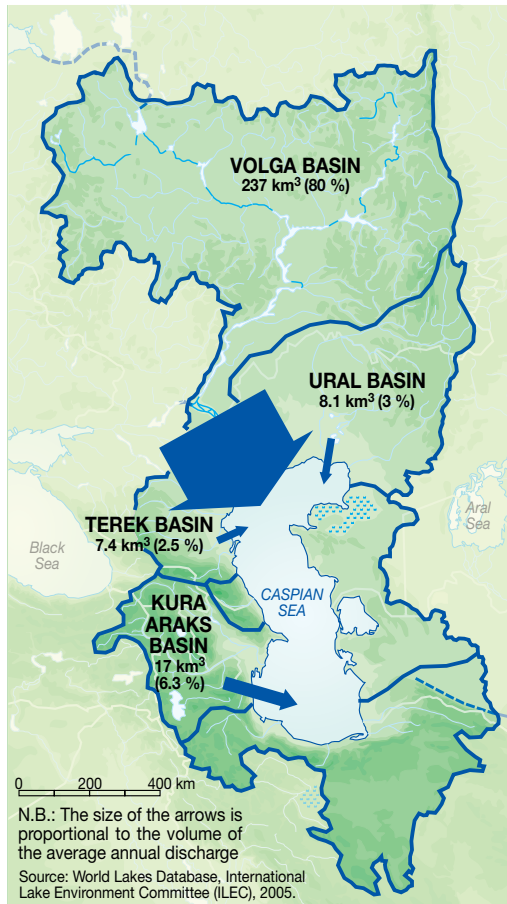 VOLGA BASIN
237 km³ (80 %)
URAL BASIN
8.1 km³ (3 %)
TEREK BASIN
7.4 km³ (2.5 %)
Aral
Sea
Black
Sea
CASPIAN
SEA
KURA
ARAKS
BASIN
17 km³
(6.3 %)
0 200 400 km
N.B.: The size of the arrows is
proportional to the volume of
the average annual discharge
Source: World Lakes Database, International
Lake Environment Committee (ILEC), 2005.